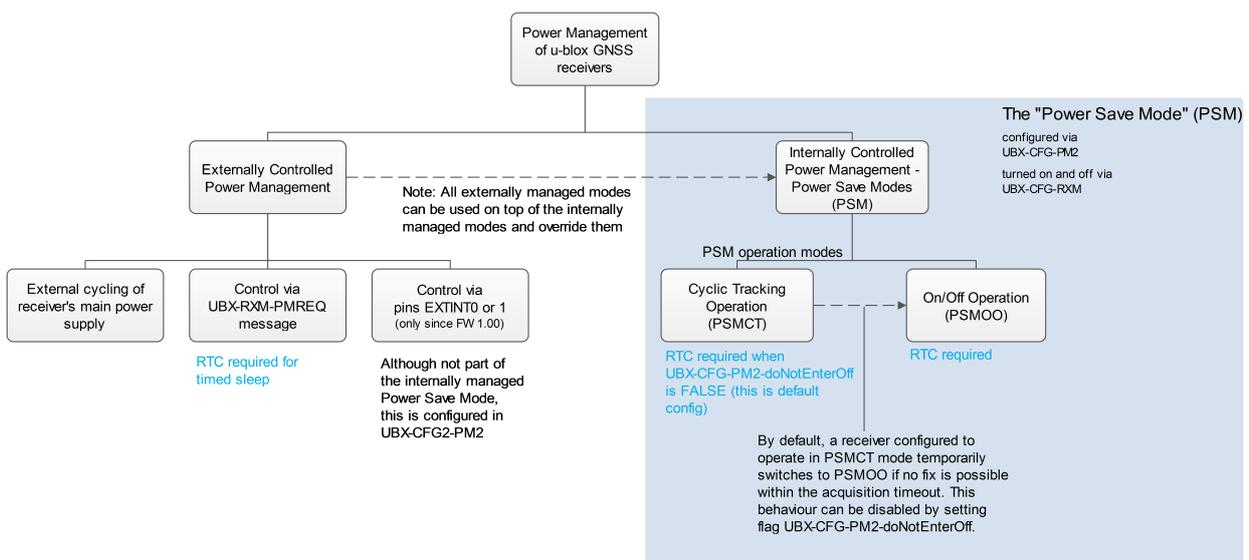 Power Management
of u-blox GNSS
receivers
The "Power Save Mode" (PSM)
configured via
UBX-CFG-PM2
turned on and off via
UBX-CFG-RXM
Externally Controlled
Power Management
Note: All externally managed modes
can be used on top of the internally
managed modes and override them
Internally Controlled
Power Management -
Power Save Modes
(PSM)
PSM operation modes
External cycling of
receiver's main power
supply
Control via
UBX-RXM-PMREQ
message
RTC required for
timed sleep
Control via
pins EXTINT0 or 1
(only since FW 1.00)
Although not part of
the internally managed
Power Save Mode,
this is configured in
UBX-CFG2-PM2
Cyclic Tracking
Operation
(PSMCT)
RTC required when
UBX-CFG-PM2-doNotEnterOff
is FALSE (this is default
config)
On/Off Operation
(PSMOO)
RTC required
By default, a receiver configured to
operate in PSMCT mode temporarily
switches to PSMOO if no fix is possible
within the acquisition timeout. This
behaviour can be disabled by setting
flag UBX-CFG-PM2-doNotEnterOff.